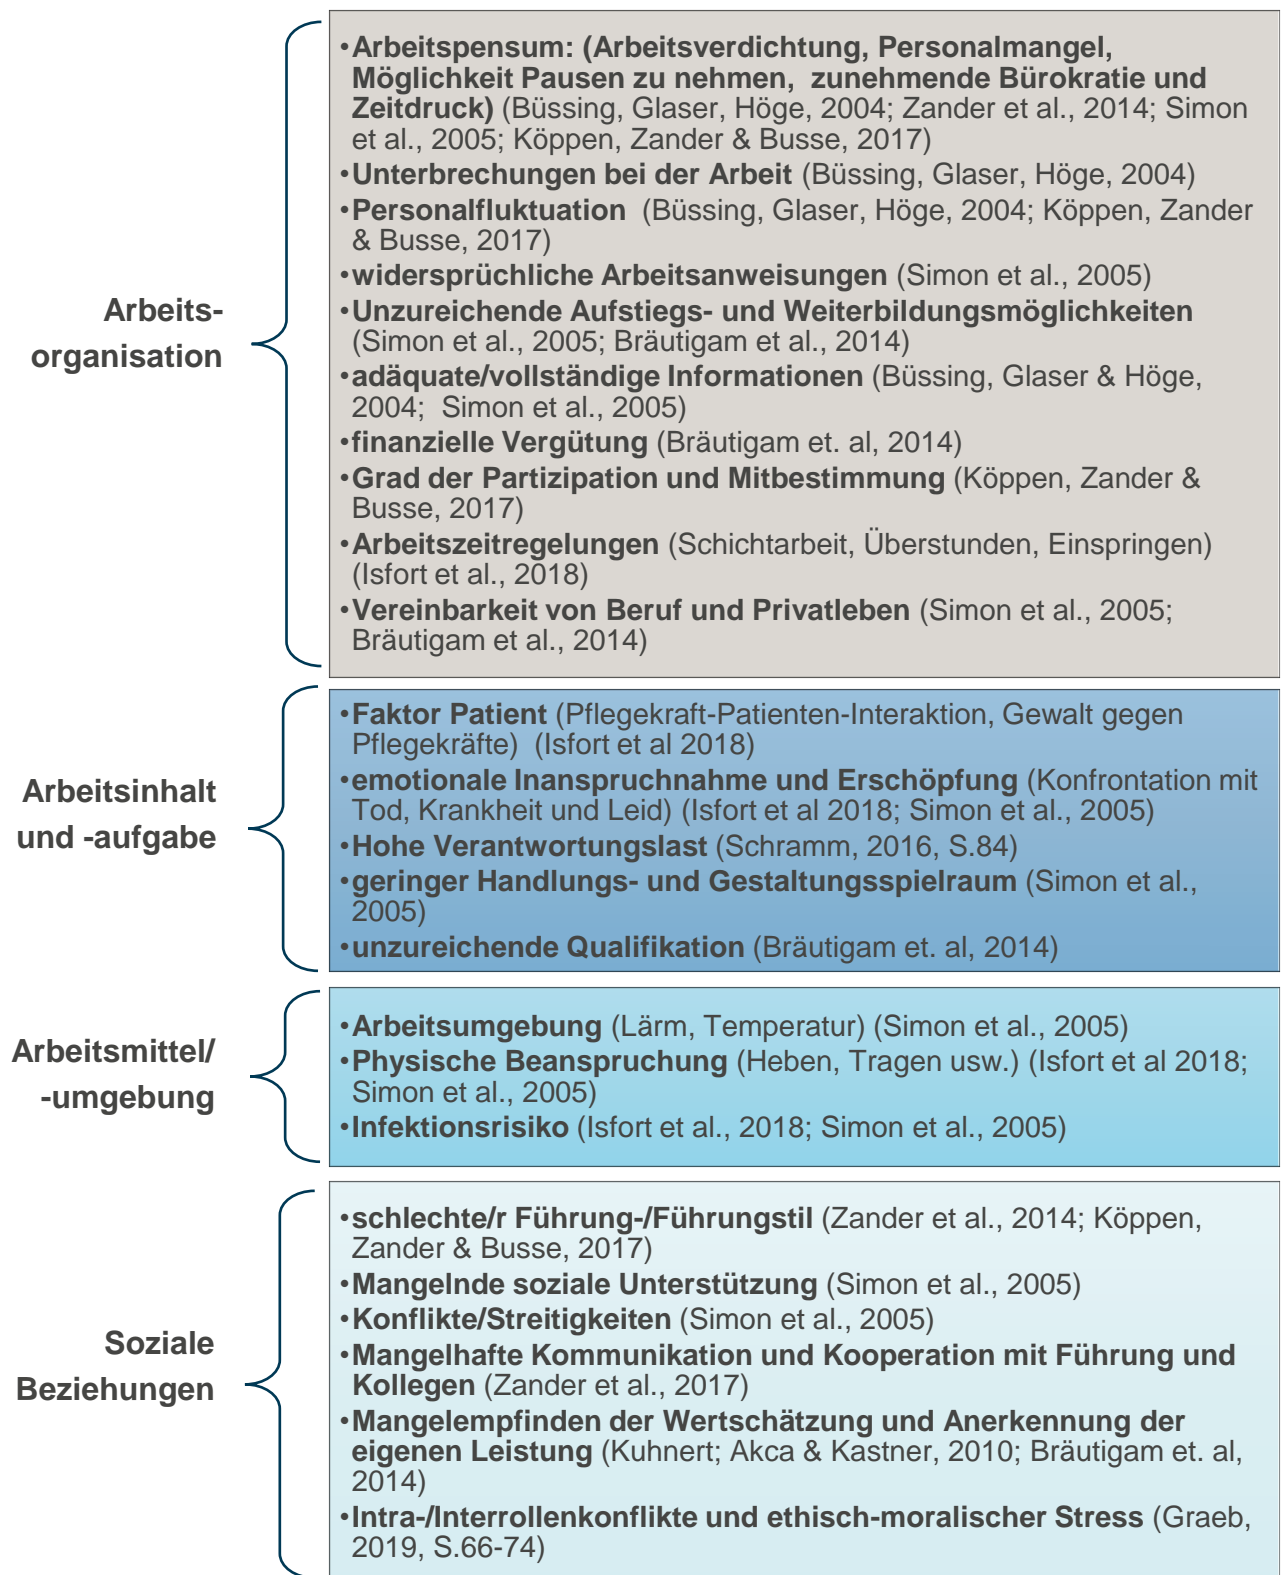 Arbeits-
organisation
•Arbeitspensum: (Arbeitsverdichtung, Personalmangel,
Möglichkeit Pausen zu nehmen,  zunehmende Bürokratie und
Zeitdruck) (Büssing, Glaser, Höge, 2004; Zander et al., 2014; Simon
et al., 2005; Köppen, Zander & Busse, 2017)
•Unterbrechungen bei der Arbeit (Büssing, Glaser, Höge, 2004)
•Personalfluktuation  (Büssing, Glaser, Höge, 2004; Köppen, Zander
& Busse, 2017)
•widersprüchliche Arbeitsanweisungen (Simon et al., 2005)
•Unzureichende Aufstiegs- und Weiterbildungsmöglichkeiten
(Simon et al., 2005; Bräutigam et al., 2014)
•adäquate/vollständige Informationen (Büssing, Glaser & Höge,
2004;  Simon et al., 2005)
•finanzielle Vergütung (Bräutigam et. al, 2014)
•Grad der Partizipation und Mitbestimmung (Köppen, Zander &
Busse, 2017)
•Arbeitszeitregelungen (Schichtarbeit, Überstunden, Einspringen)
(Isfort et al., 2018)
•Vereinbarkeit von Beruf und Privatleben (Simon et al., 2005;
Bräutigam et al., 2014)
Arbeitsinhalt
und -aufgabe
•Faktor Patient (Pflegekraft-Patienten-Interaktion, Gewalt gegen
Pflegekräfte)  (Isfort et al 2018)
•emotionale Inanspruchnahme und Erschöpfung (Konfrontation mit
Tod, Krankheit und Leid) (Isfort et al 2018; Simon et al., 2005)
•Hohe Verantwortungslast (Schramm, 2016, S.84)
•geringer Handlungs- und Gestaltungsspielraum (Simon et al.,
2005)
•unzureichende Qualifikation (Bräutigam et. al, 2014)
Arbeitsmittel/
-umgebung
•Arbeitsumgebung (Lärm, Temperatur) (Simon et al., 2005)
•Physische Beanspruchung (Heben, Tragen usw.) (Isfort et al 2018;
Simon et al., 2005)
•Infektionsrisiko (Isfort et al., 2018; Simon et al., 2005)
Soziale
Beziehungen
•schlechte/r Führung-/Führungstil (Zander et al., 2014; Köppen,
Zander & Busse, 2017)
•Mangelnde soziale Unterstützung (Simon et al., 2005)
•Konflikte/Streitigkeiten (Simon et al., 2005)
•Mangelhafte Kommunikation und Kooperation mit Führung und
Kollegen (Zander et al., 2017)
•Mangelempfinden der Wertschätzung und Anerkennung der
eigenen Leistung (Kuhnert; Akca & Kastner, 2010; Bräutigam et. al,
2014)
•Intra-/Interrollenkonflikte und ethisch-moralischer Stress (Graeb,
2019, S.66-74)